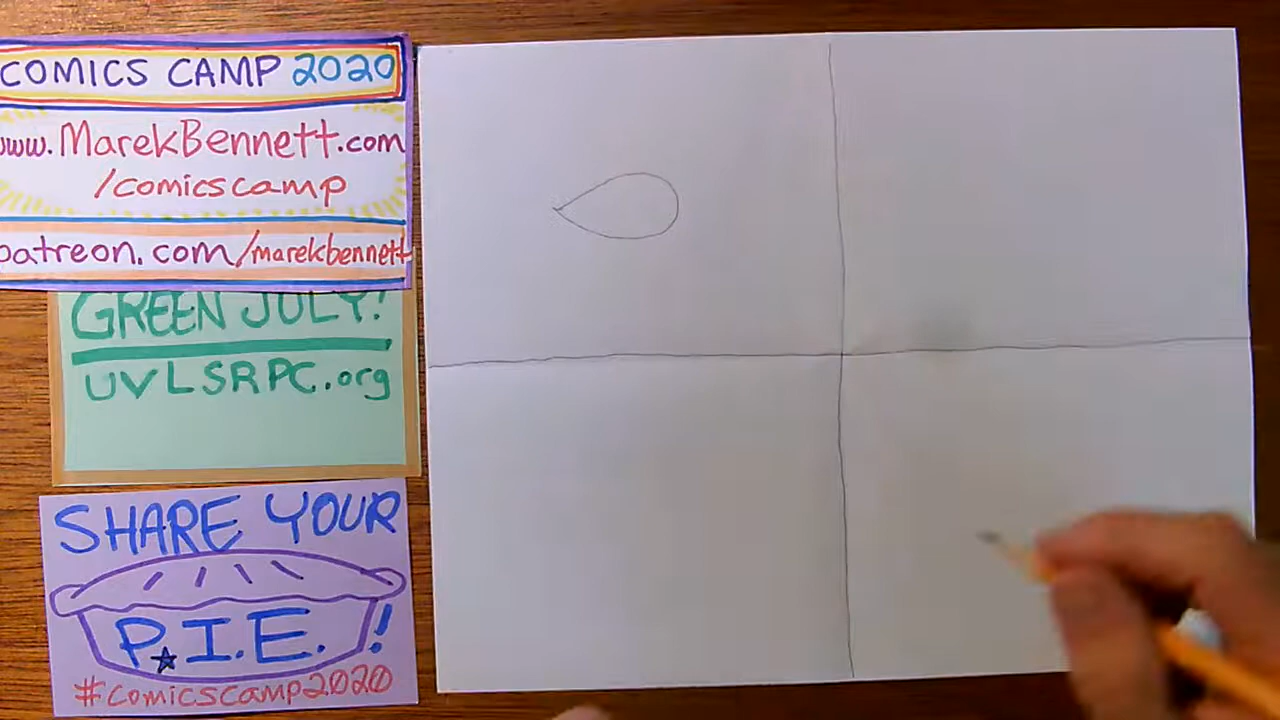 COMICS CAMP 2020
www.MarekBennett.com
/comicscamp
patreon.com/marekbennett
GREEN JULY!
UVLSRPC.org
SHARE YOUR
P.I.E.!
#comicscamp2020